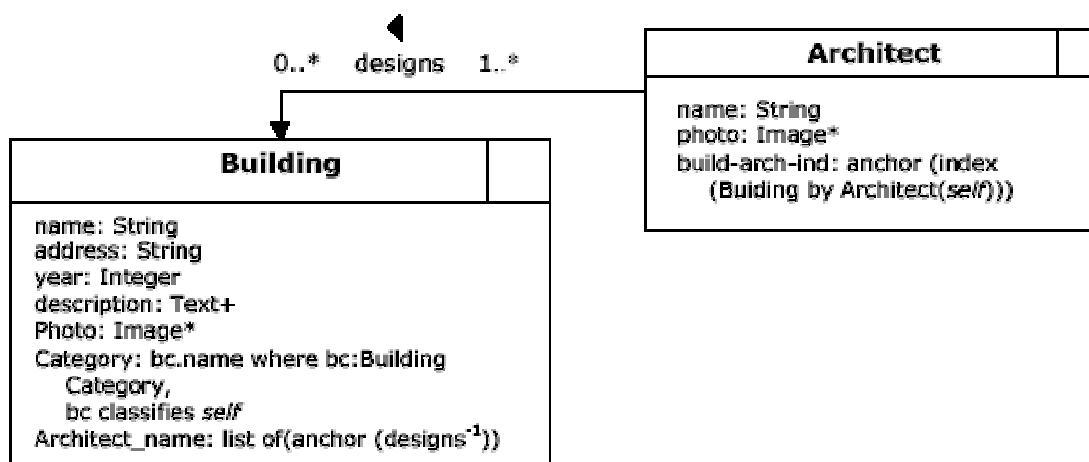 0..* designs 1..*
Architect
name: String
photo: Image*
build-arch-ind: anchor (index
(Buiding by Architect(self)))
Building
name: String
address: String
year: Integer
description: Text+
Photo: Image*
Category: bc.name where bc:Building
Category,
bc classifies self
Architect_name: list of(anchor (designs⁻¹))